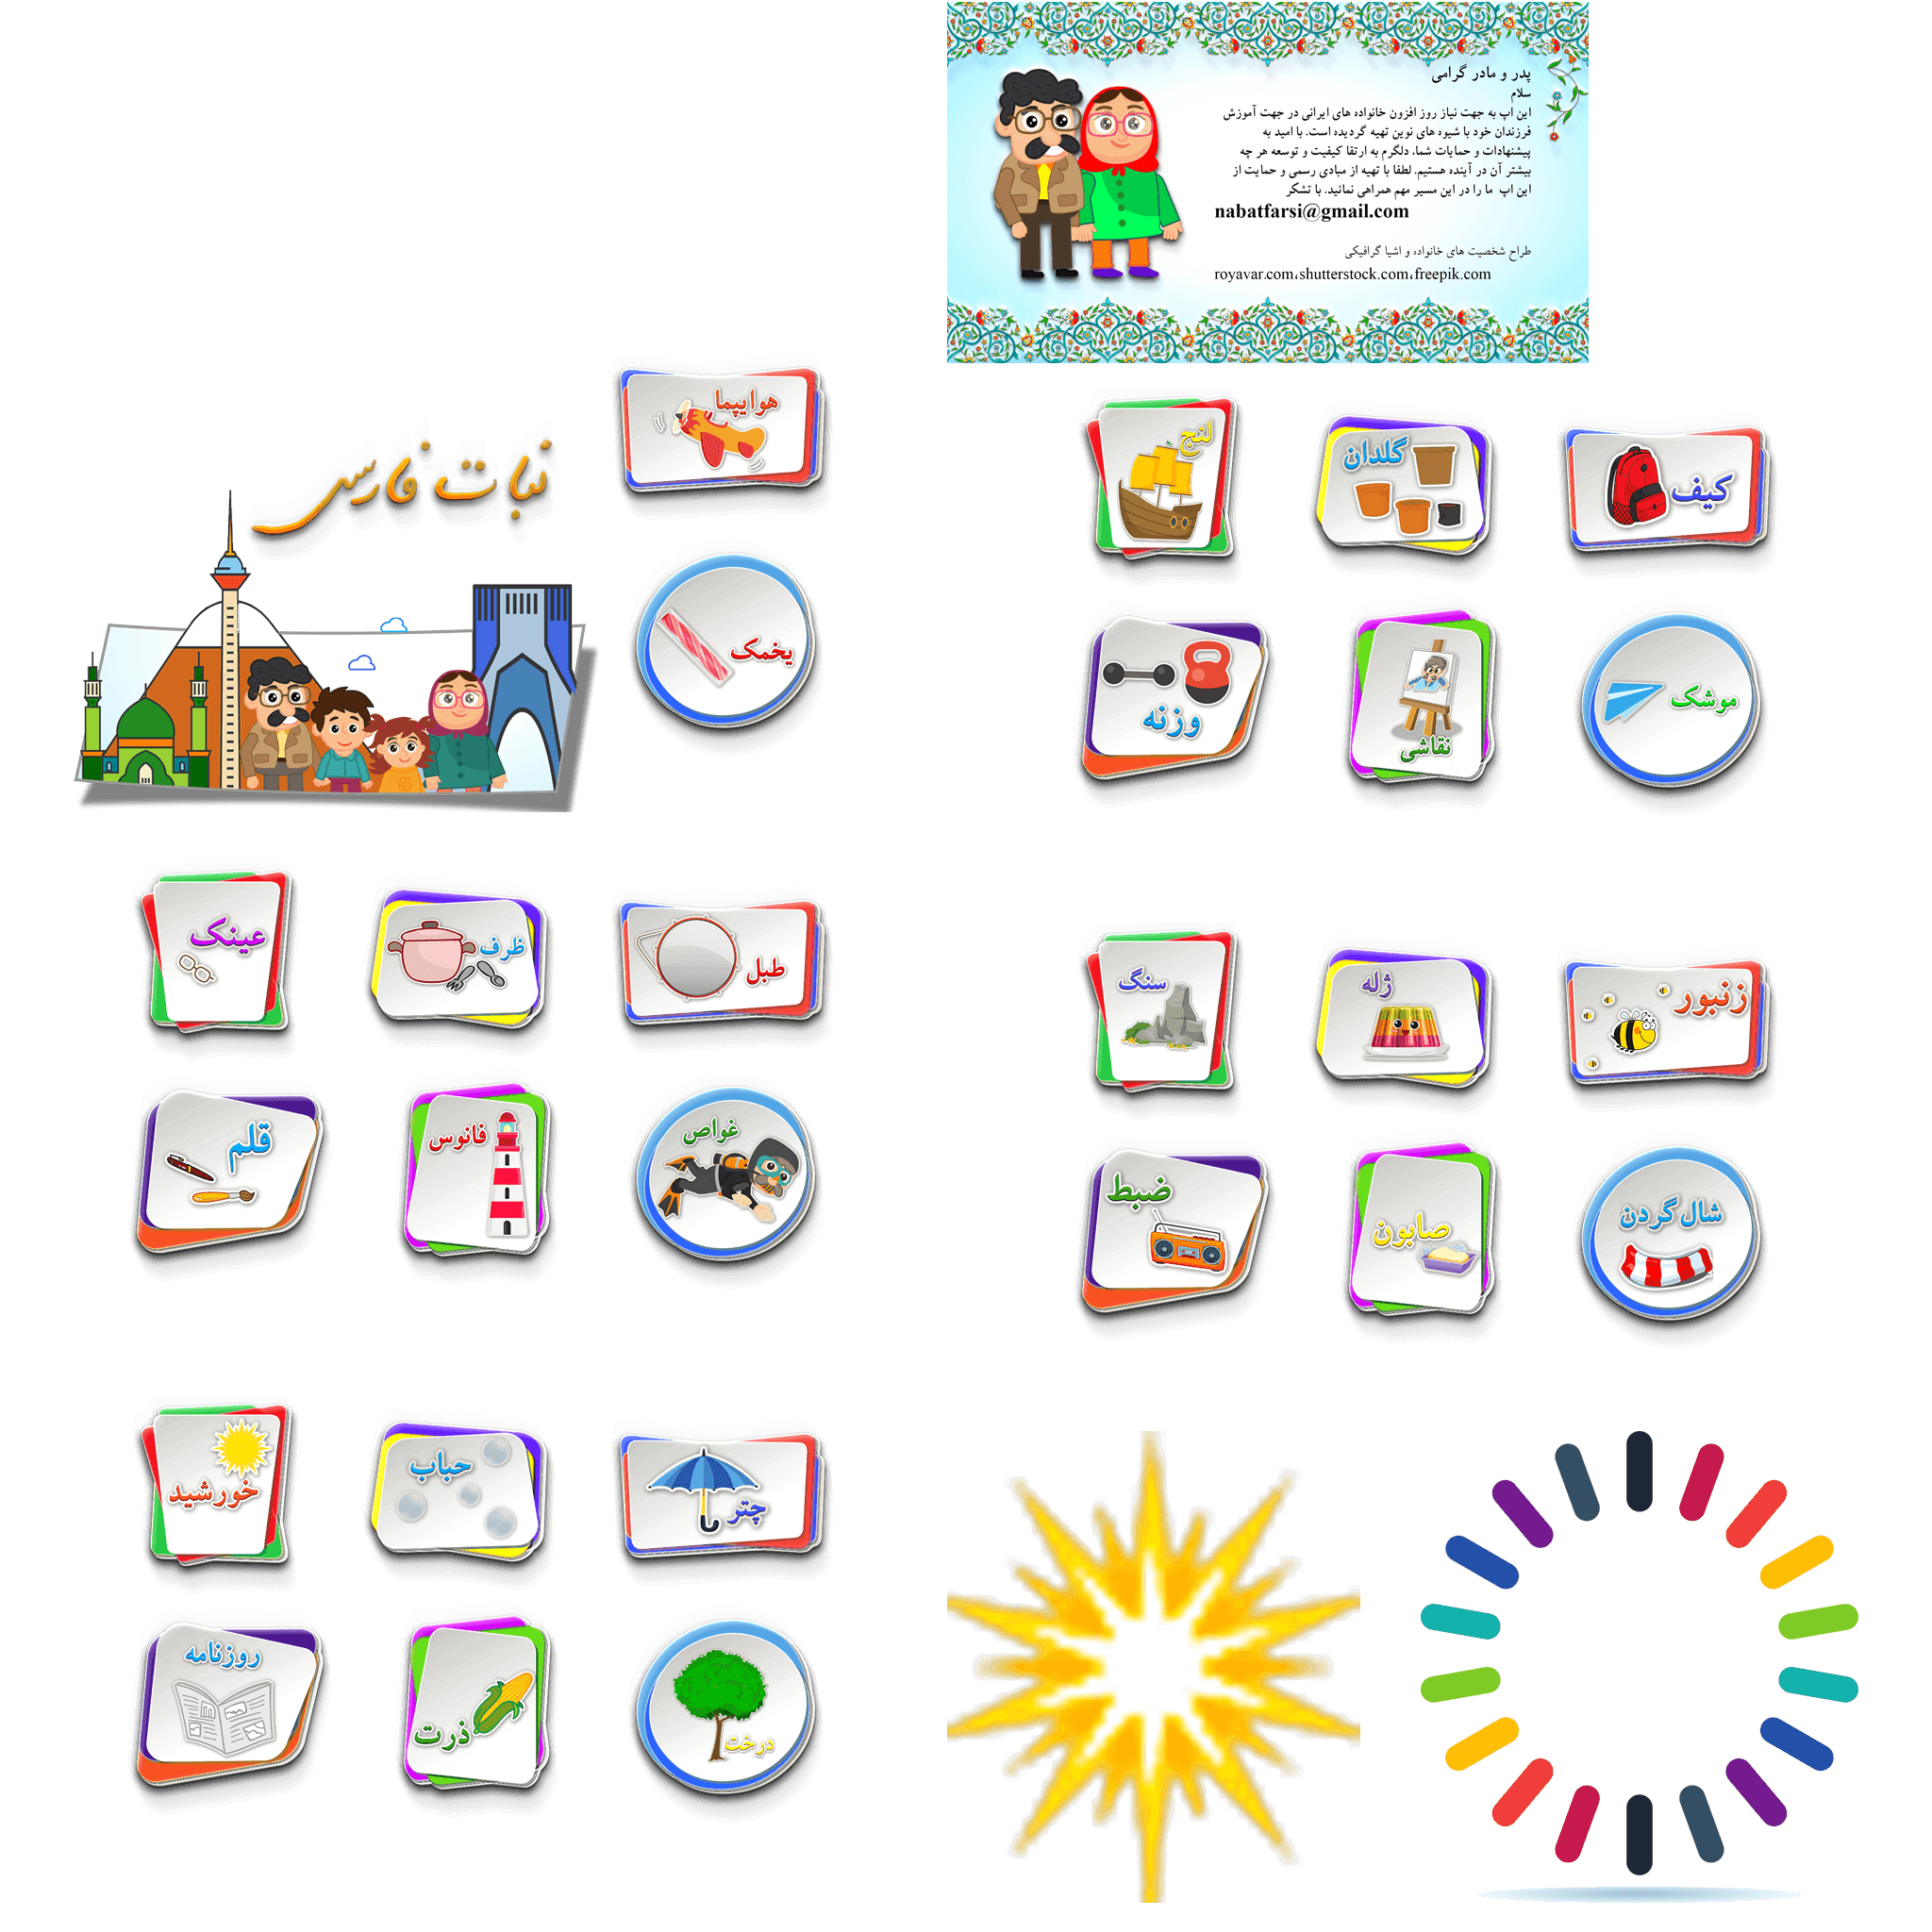 پدر و مادر گرامی
سلام
این اپ به جهت نیاز روز افزون خانواده های ایرانی در جهت آموزش
فرزندان خود با شیوه های نوین تهیه گردیده است. با امید به
پیشنهادات و حمایات شما، دلگرم به ارتقا کیفیت و توسعه هر چه
بیشتر آن در آینده هستیم. لطفا با تهیه از مبادی رسمی و حمایت از
این اپ ما را در این مسیر مهم همراهی نمائید. با تشکر
nabatfarsi@gmail.com
طراح شخصیت های خانواده و اشیا گرافیکی
royavar.com،shutterstock.com،freepik.com
نبات فارسی
هواپیما
یخمک
کیف
گلدان
لنج
موشک
نقاشی
وزنه
طبل
ظرف
عینک
غواص
فانوس
قلم
زنبور
ژله
سنگ
شال گردن
صابون
ضبط
چتر
حباب
خورشید
درخت
ذرت
روزنامه